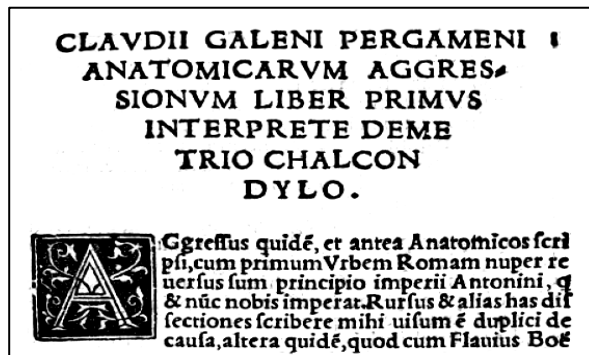 CLAVDII GALENI PERGAMENI
ANATOMICARVM AGGRES-
SIONVM LIBER PRIMVS
INTERPRETE DEME
TRIO CHALCON
DYLO.
AGgreſſus quidē, et antea Anatomicos ſcri
pſi, cum primum Vrbem Romam nuper re
uerſus ſum principio imperii Antonini, q
& nūc nobis imperat. Rurſus & alias has diſ
ſectiones ſcribere mihi uiſum ē duplici de
cauſa, altera quidē, quod cum Flauius Boē